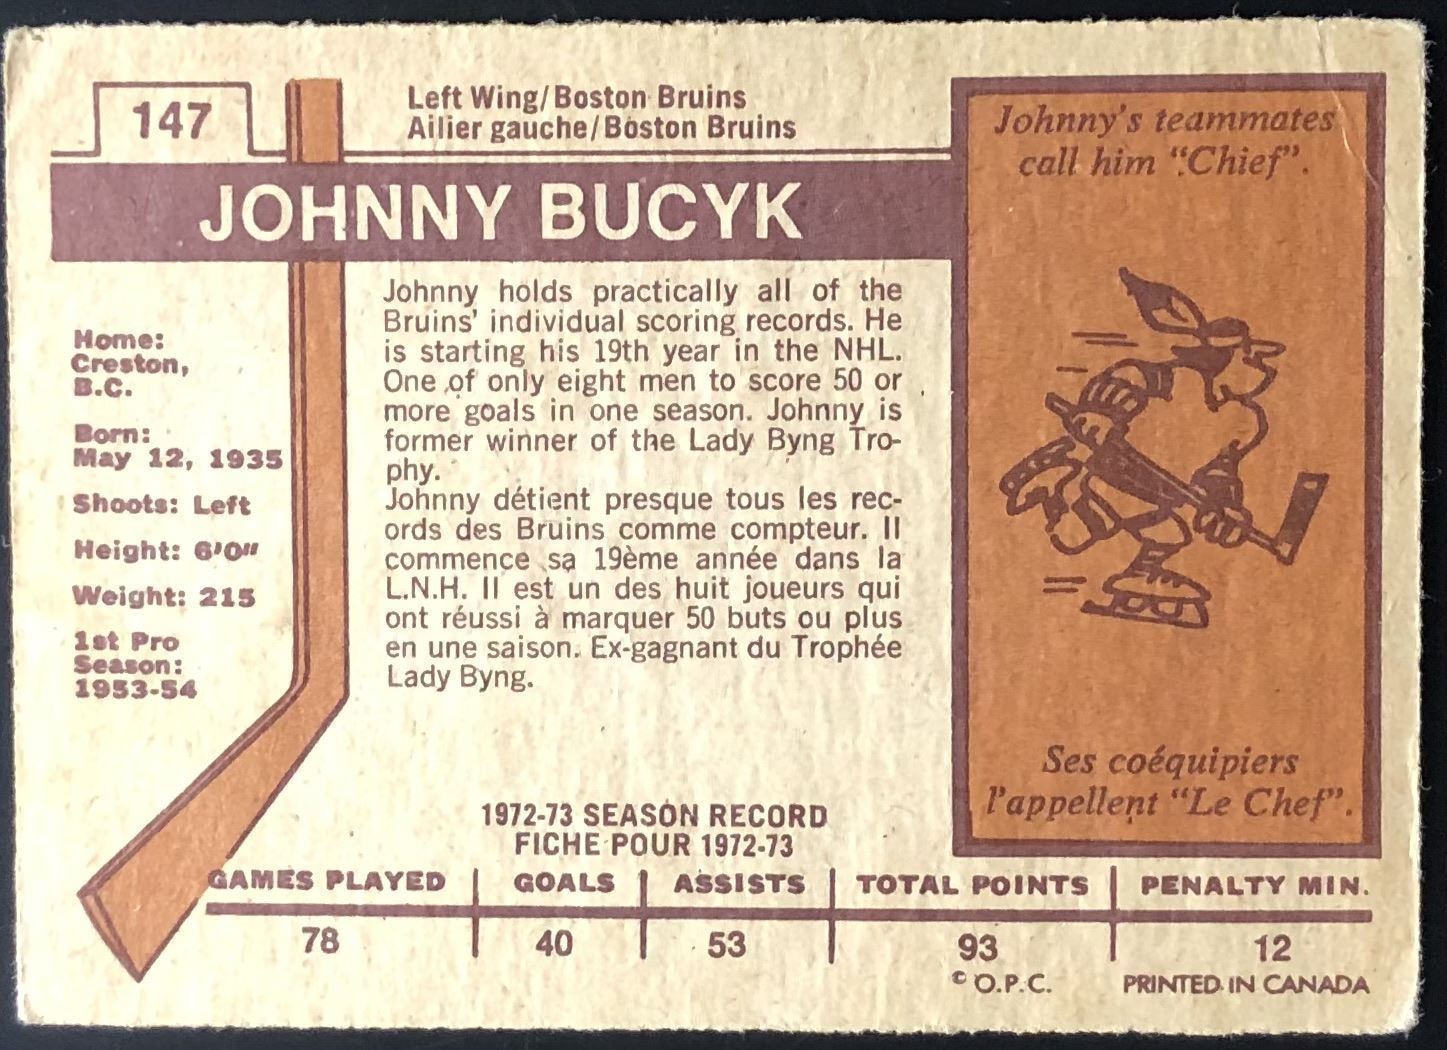 147
Left Wing/Boston Bruins
Ailier gauche/Boston Bruins
JOHNNY BUCYK
Home:
Creston,
B.C.
Born:
May 12, 1935
Shoots: Left
Height: 6'0"
Weight: 215
1st Pro
Season:
1953-54
Johnny holds practically all of the
Bruins' individual scoring records. He
is starting his 19th year in the NHL.
One of only eight men to score 50 or
more goals in one season. Johnny is
former winner of the Lady Byng Tro-
phy.
Johnny détient presque tous les rec-
ords des Bruins comme compteur. Il
commence sa 19ème année dans la
L.N.H. Il est un des huit joueurs qui
ont réussi à marquer 50 buts ou plus
en une saison. Ex-gagnant du Trophée
Lady Byng.
Johnny's teammates
call him "Chief".
Ses coéquipiers
l'appellent "Le Chef".
1972-73 SEASON RECORD
FICHE POUR 1972-73
GAMES PLAYED GOALS ASSISTS TOTAL POINTS PENALTY MIN.
78 40 53 93 12
© O.P.C. PRINTED IN CANADA